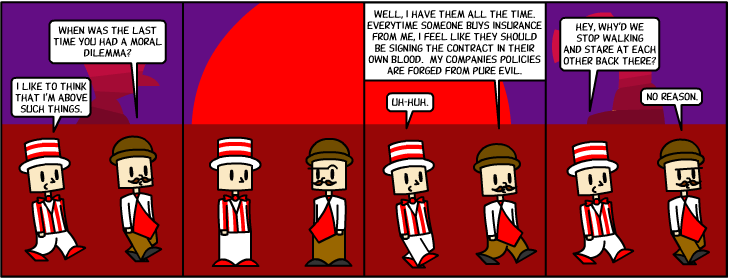 WHEN WAS THE LAST
TIME YOU HAD A MORAL
DILEMMA?
I LIKE TO THINK
THAT I'M ABOVE
SUCH THINGS.
WELL, I HAVE THEM ALL THE TIME.
EVERYTIME SOMEONE BUYS INSURANCE
FROM ME, I FEEL LIKE THEY SHOULD
BE SIGNING THE CONTRACT IN THEIR
OWN BLOOD. MY COMPANIES POLICIES
ARE FORGED FROM PURE EVIL.
UH-HUH.
HEY, WHY'D WE
STOP WALKING
AND STARE AT EACH
OTHER BACK THERE?
NO REASON.